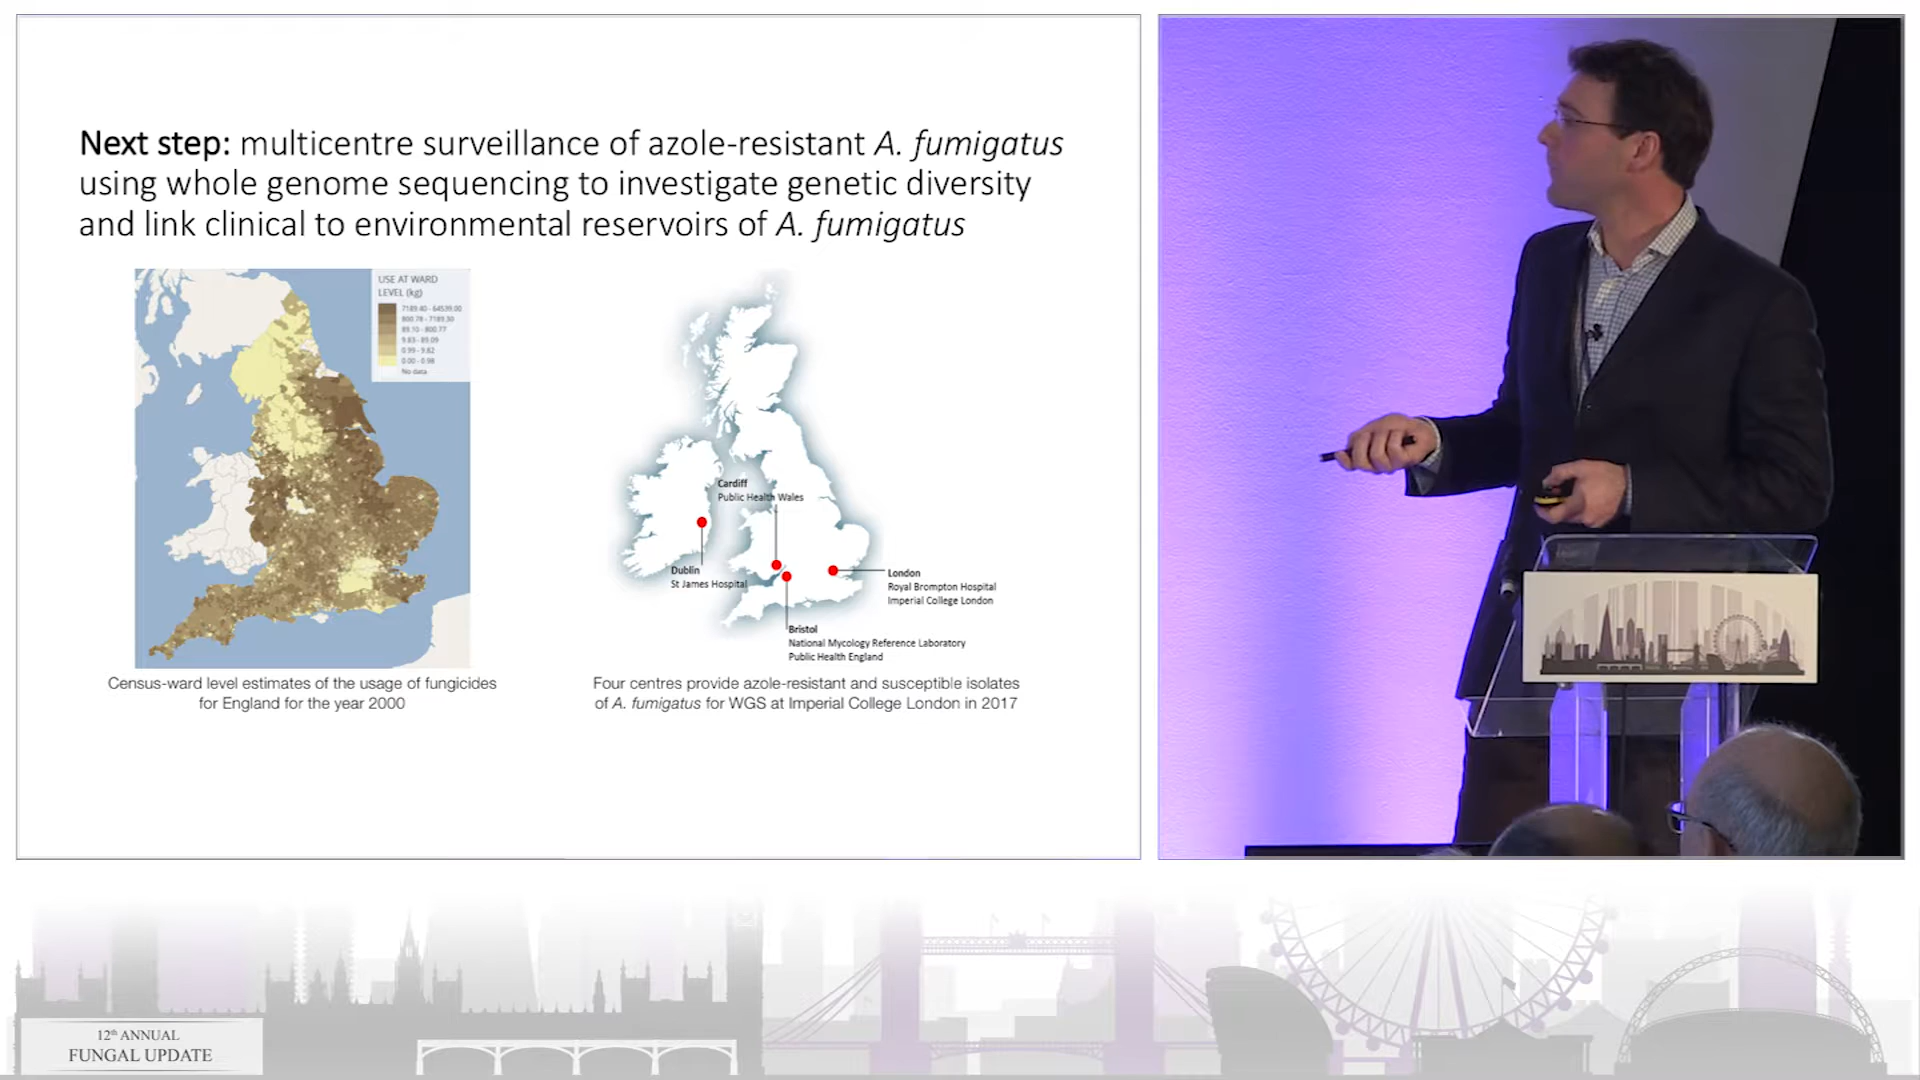 Next step: multicentre surveillance of azole-resistant A. fumigatus
using whole genome sequencing to investigate genetic diversity
and link clinical to environmental reservoirs of A. fumigatus
USE AT WARD
LEVEL (kg)
7189.40 - 64539.00
800.78 - 7189.30
89.10 - 800.77
9.83 - 89.09
0.99 - 9.82
0.00 - 0.98
No data
Census-ward level estimates of the usage of fungicides
for England for the year 2000
Cardiff
Public Health Wales
Dublin
St James Hospital
London
Royal Brompton Hospital
Imperial College London
Bristol
National Mycology Reference Laboratory
Public Health England
Four centres provide azole-resistant and susceptible isolates
of A. fumigatus for WGS at Imperial College London in 2017
12th ANNUAL
FUNGAL UPDATE